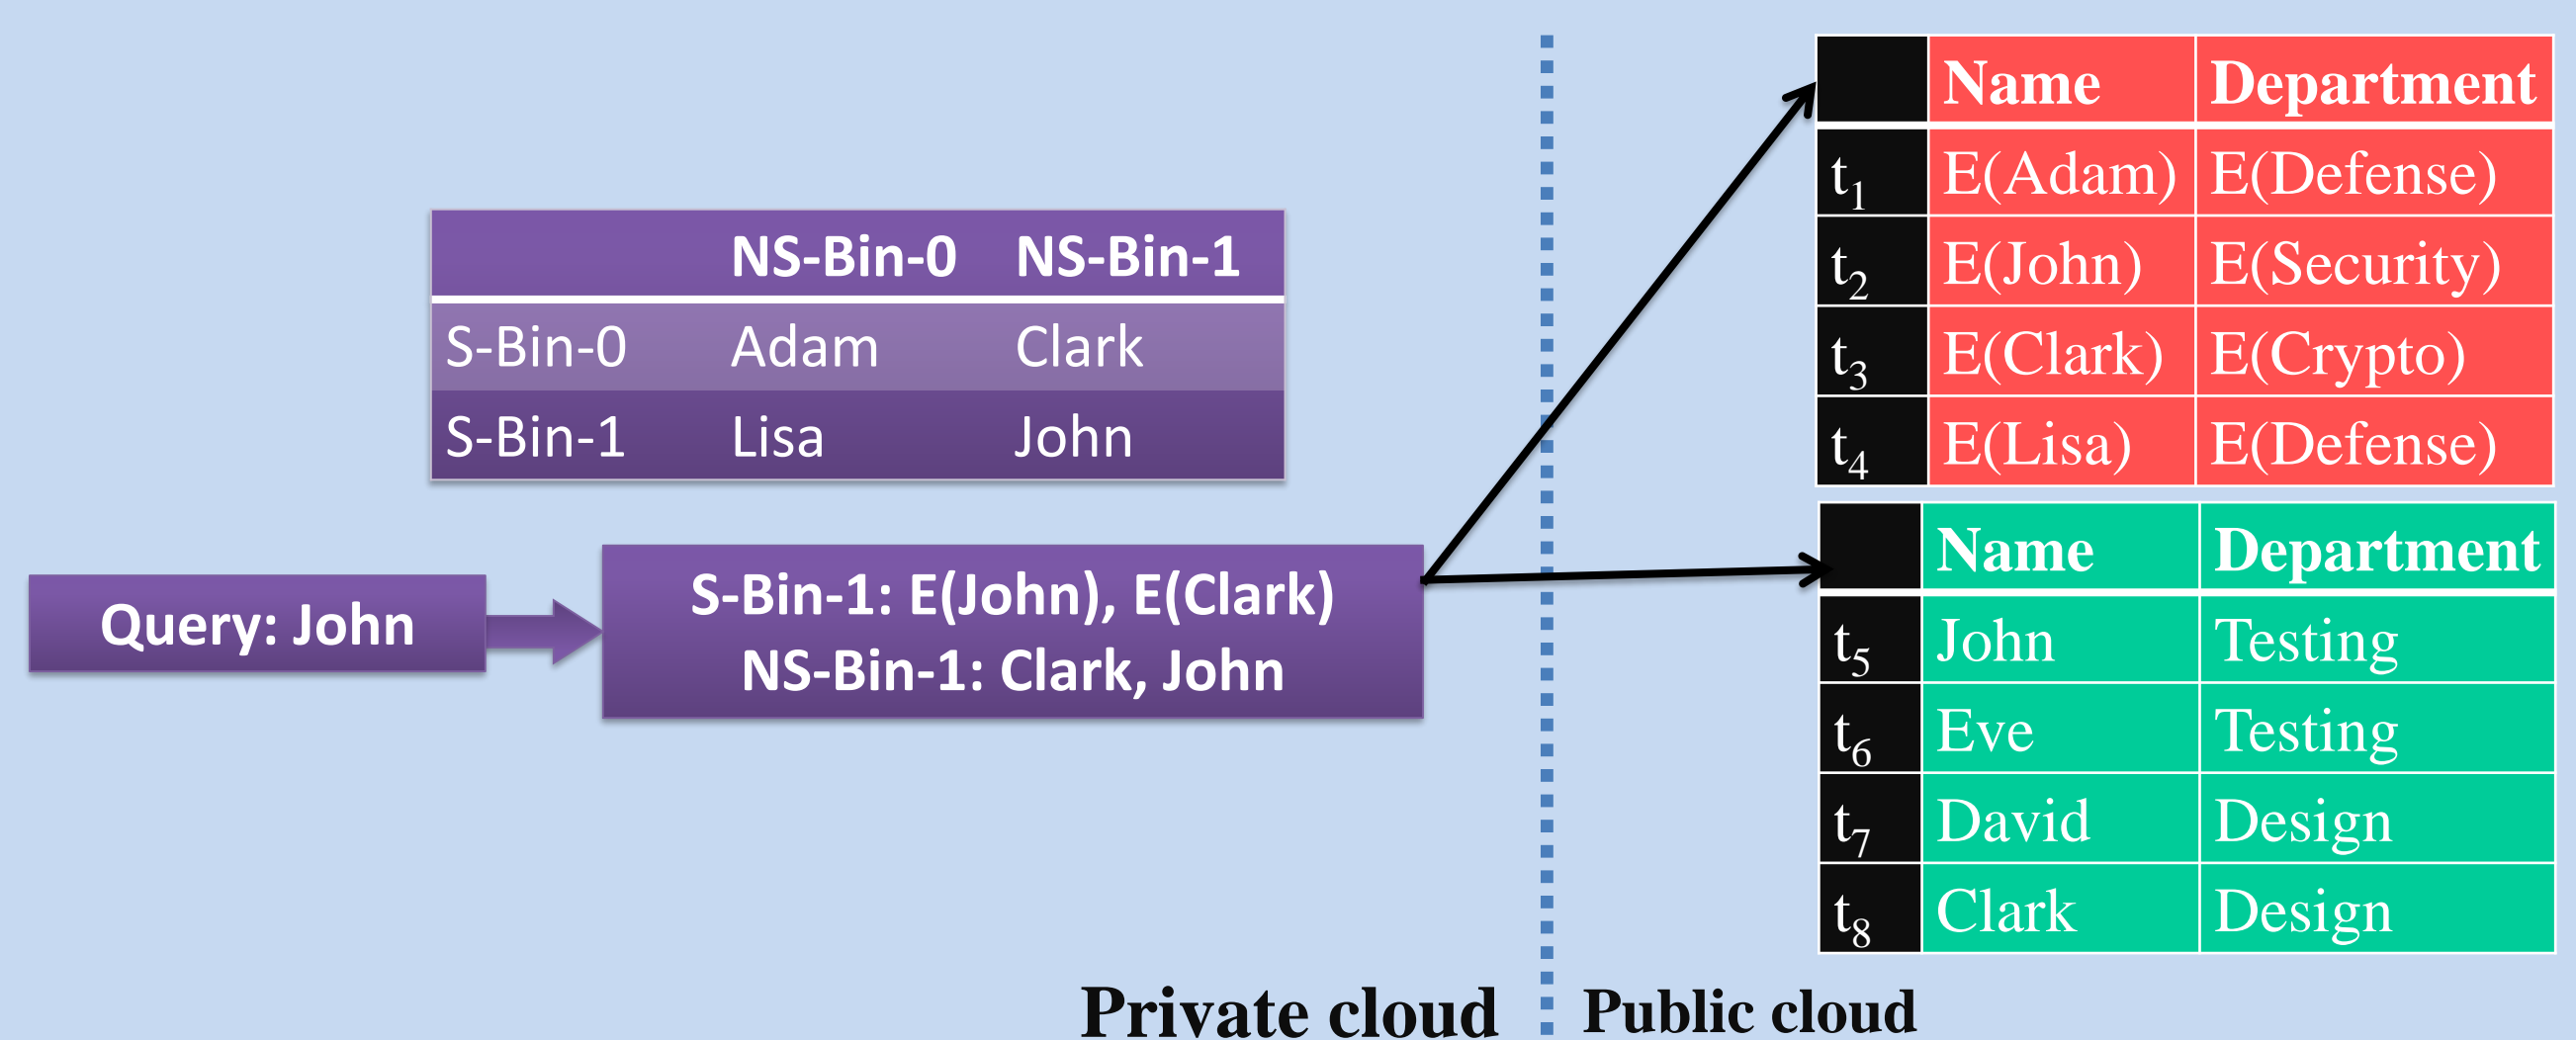 NS-Bin-0 NS-Bin-1
S-Bin-0 Adam Clark
S-Bin-1 Lisa John
Query: John
S-Bin-1: E(John), E(Clark)
NS-Bin-1: Clark, John
Name Department
t1 E(Adam) E(Defense)
t2 E(John) E(Security)
t3 E(Clark) E(Crypto)
t4 E(Lisa) E(Defense)
Name Department
t5 John Testing
t6 Eve Testing
t7 David Design
t8 Clark Design
Private cloud
Public cloud